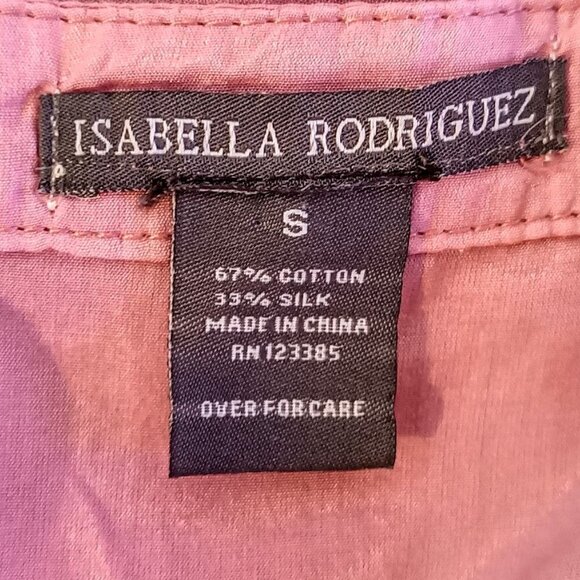 ISABELLA RODRIGUEZ
S
67% COTTON
33% SILK
MADE IN CHINA
RN 123385
OVER FOR CARE